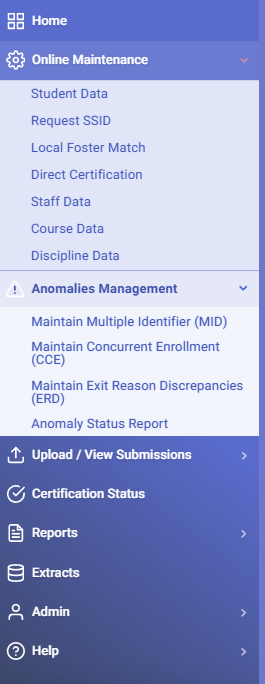 Home
Online Maintenance
Student Data
Request SSID
Local Foster Match
Direct Certification
Staff Data
Course Data
Discipline Data
Anomalies Management
Maintain Multiple Identifier (MID)
Maintain Concurrent Enrollment
(CCE)
Maintain Exit Reason Discrepancies
(ERD)
Anomaly Status Report
Upload / View Submissions
Certification Status
Reports
Extracts
Admin
Help